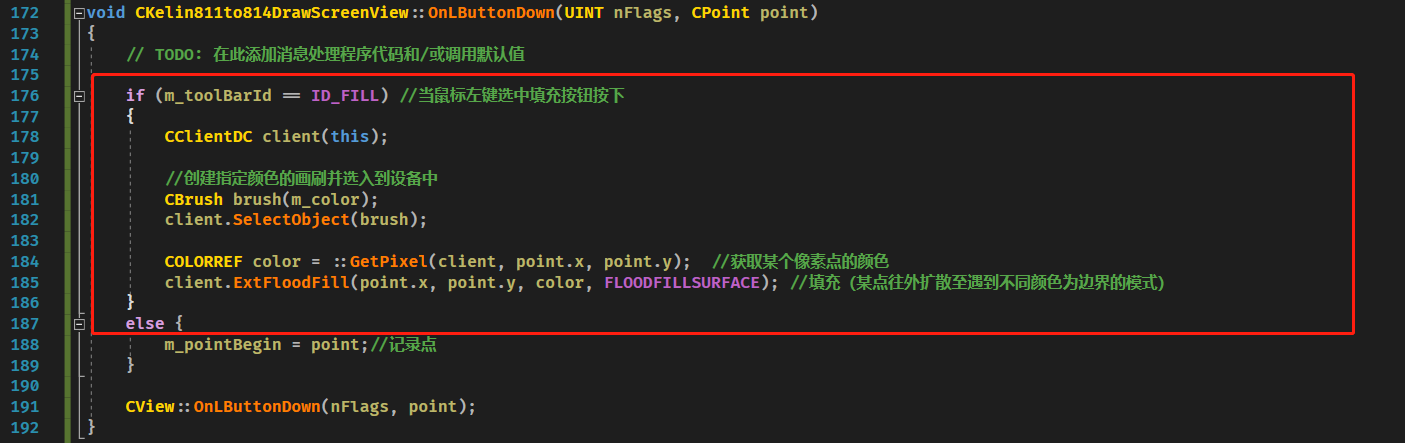 172 void CKelin811to814DrawScreenView::OnLButtonDown(UINT nFlags, CPoint point)
173 {
174 // TODO: 在此添加消息处理程序代码和/或调用默认值
175
176 if (m_toolBarId == ID_FILL) //当鼠标左键选中填充按钮按下
177 {
178 CClientDC client(this);
179
180 //创建指定颜色的画刷并选入到设备中
181 CBrush brush(m_color);
182 client.SelectObject(brush);
183
184 COLORREF color = ::GetPixel(client, point.x, point.y); //获取某个像素点的颜色
185 client.ExtFloodFill(point.x, point.y, color, FLOODFILLSURFACE); //填充（某点往外扩散至遇到不同颜色为边界的模式）
186 }
187 else {
188 m_pointBegin = point;//记录点
189 }
190
191 CView::OnLButtonDown(nFlags, point);
192 }